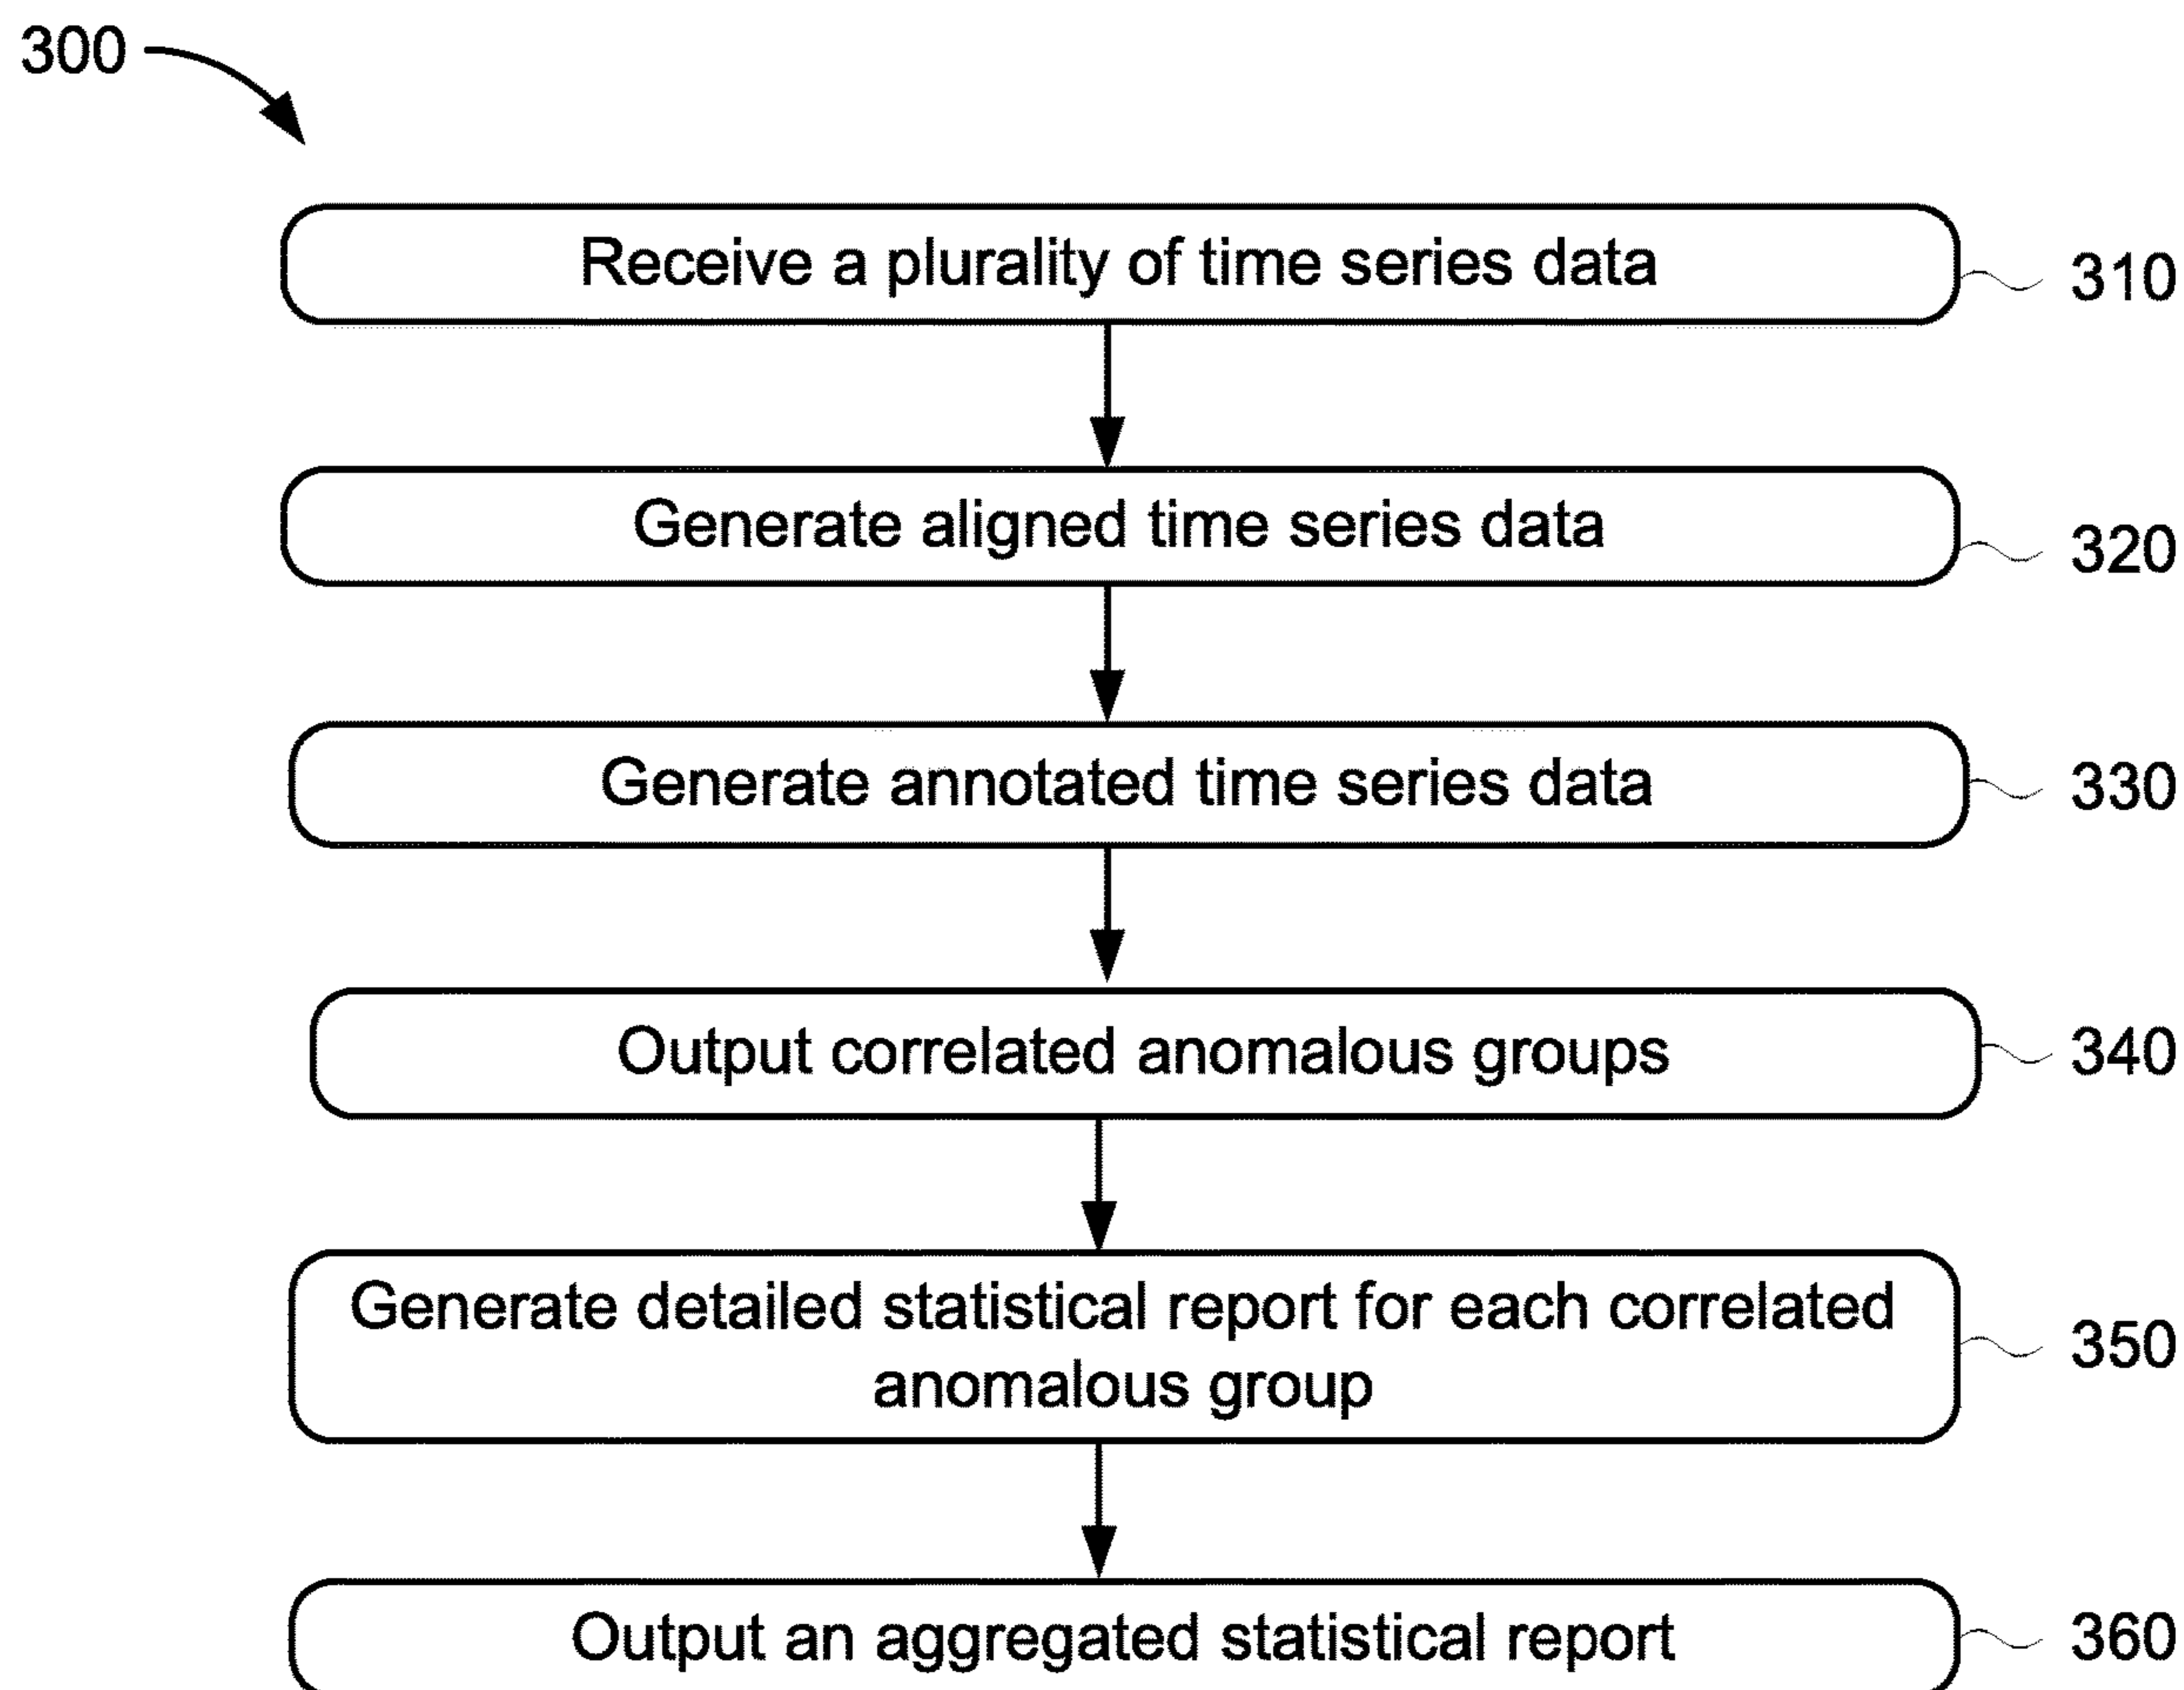 300
Receive a plurality of time series data
310
Generate aligned time series data
320
Generate annotated time series data
330
Output correlated anomalous groups
340
Generate detailed statistical report for each correlated
anomalous group
350
Output an aggregated statistical report
360